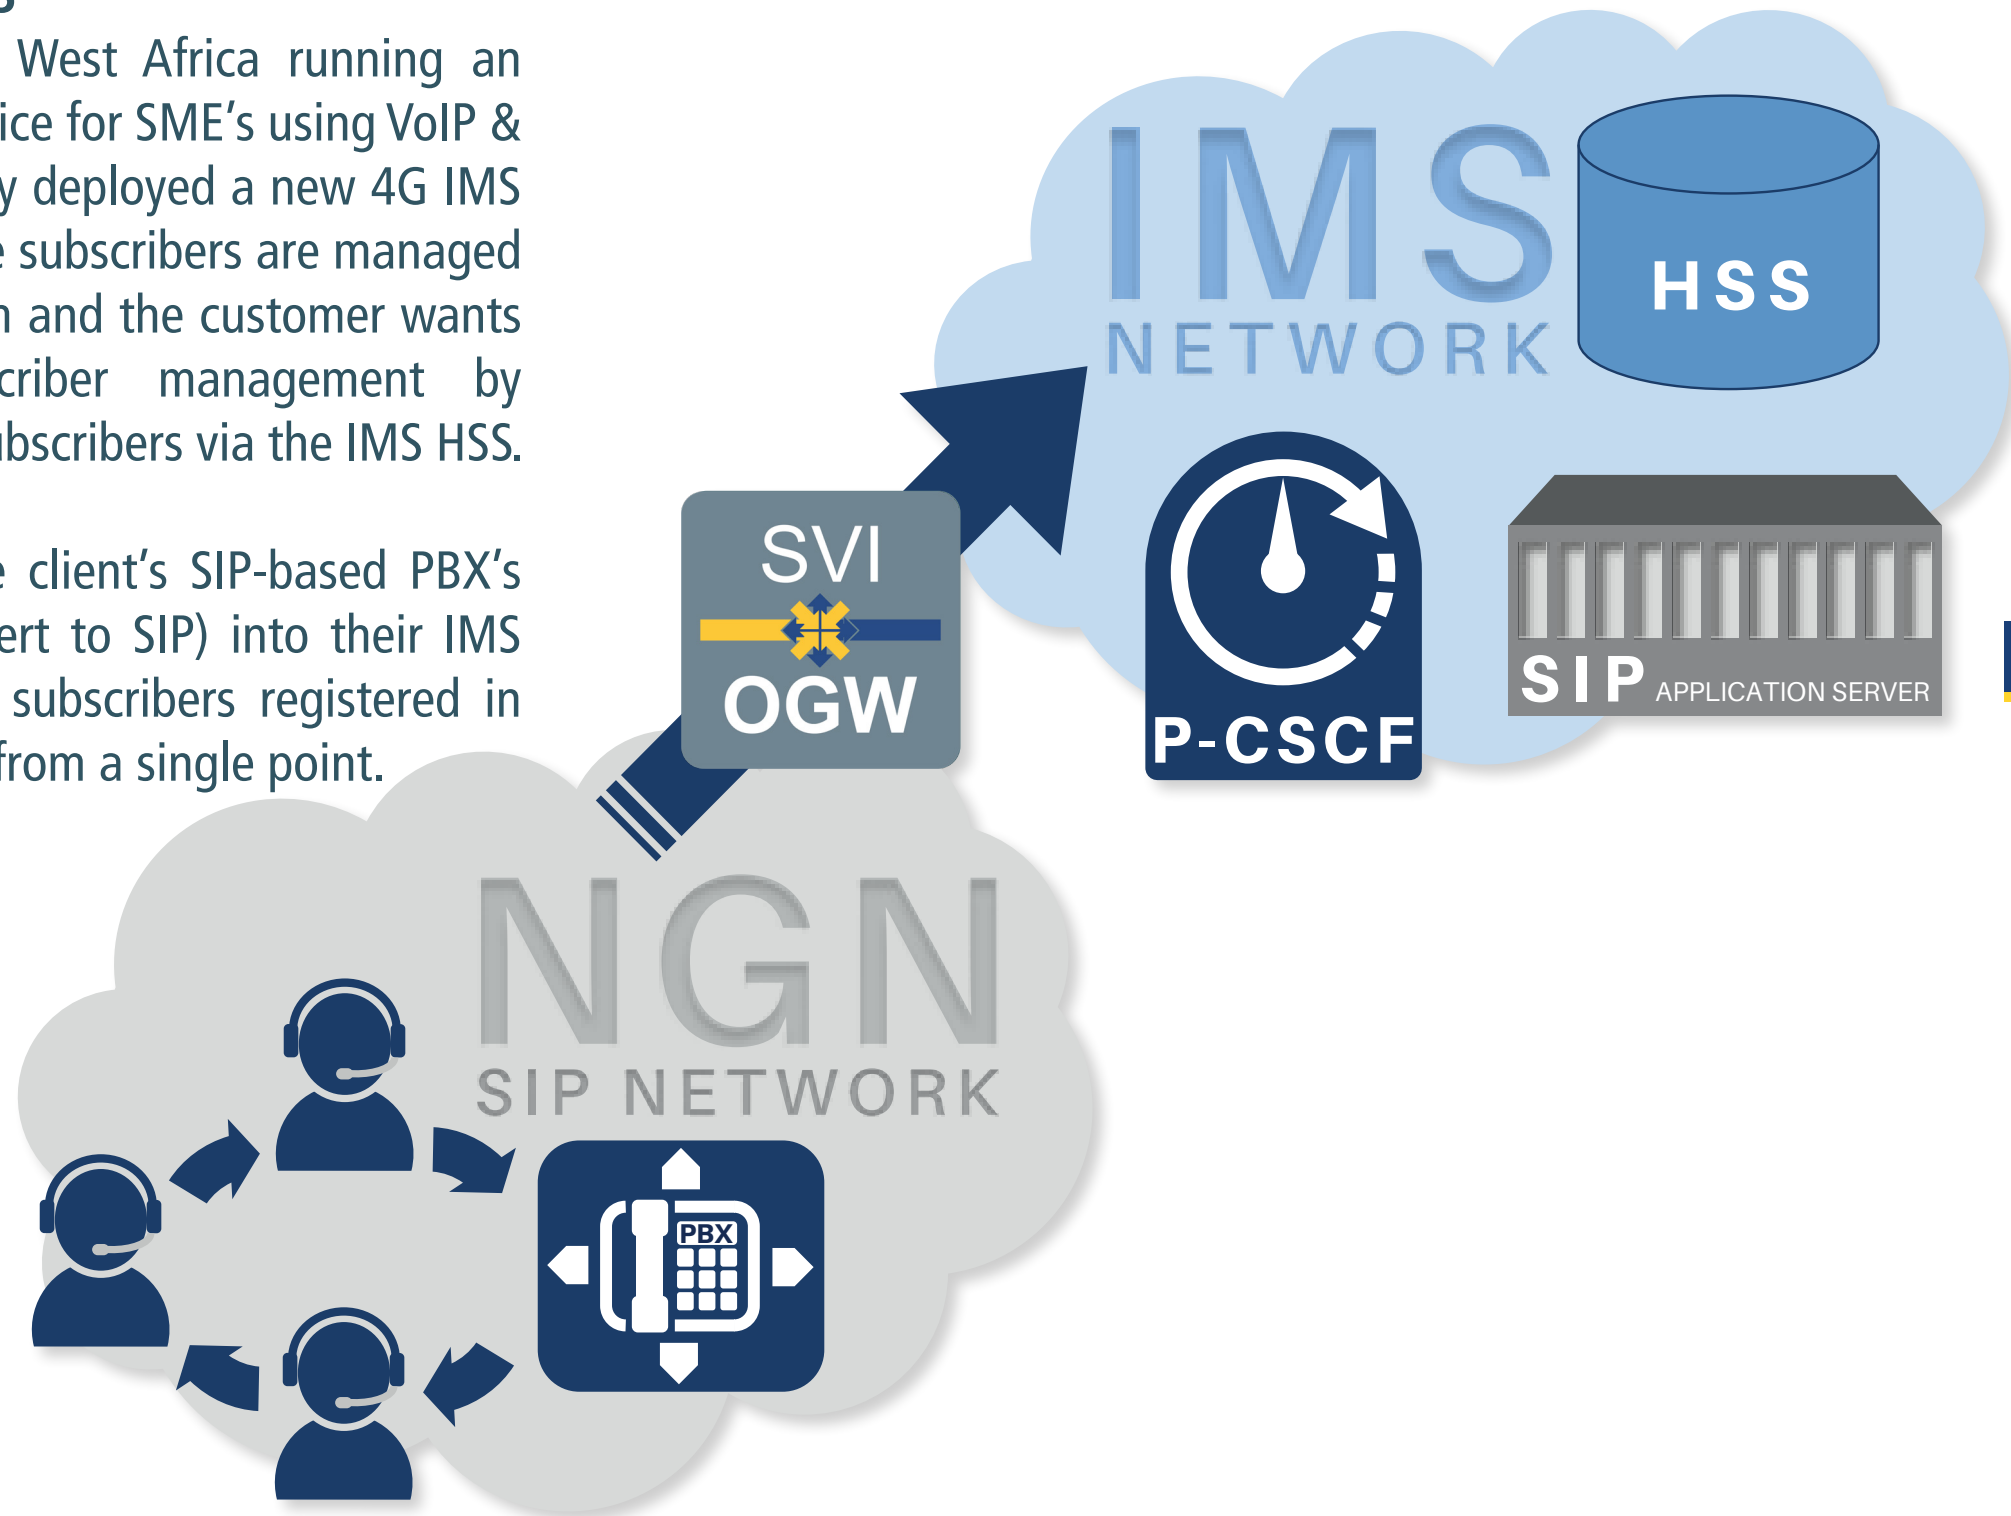 West Africa running an
ice for SME's using VoIP &
y deployed a new 4G IMS
e subscribers are managed
n and the customer wants
criber management by
ubscribers via the IMS HSS.
e client's SIP-based PBX's
ert to SIP) into their IMS
subscribers registered in
from a single point.
IMS
NETWORK
HSS
SVI
OGW
P-CSCF
SIP APPLICATION SERVER
NGN
SIP NETWORK
PBX